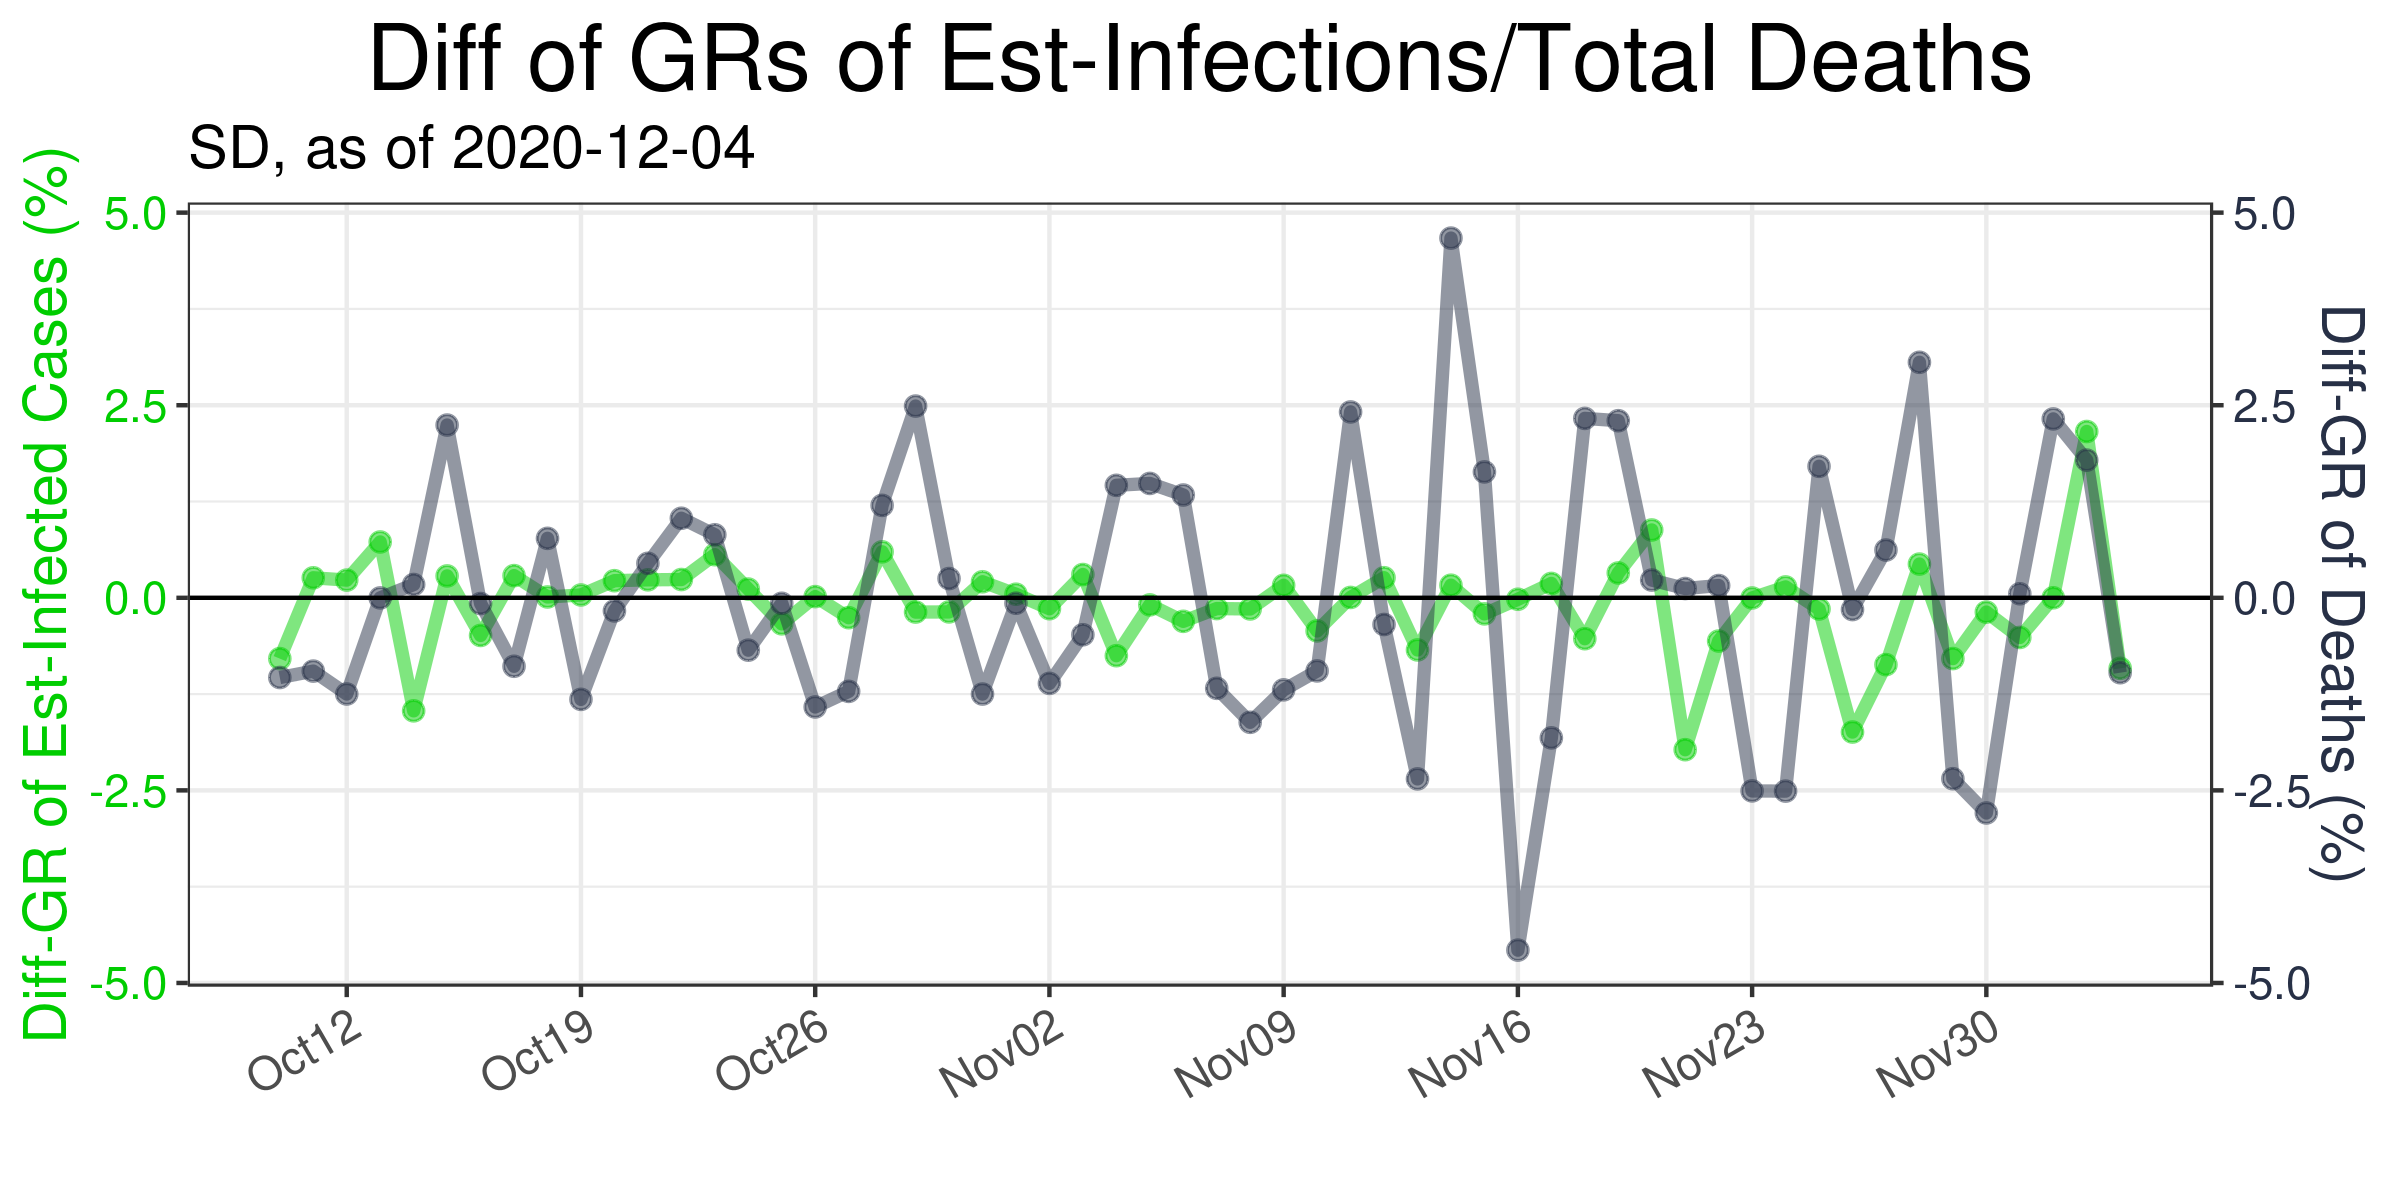 Diff of GRs of Est-Infections/Total Deaths
SD, as of 2020-12-04
Diff-GR of Est-Infected Cases (%)
5.0
2.5
0.0
-2.5
-5.0
5.0
2.5
0.0
-2.5
-5.0
Diff-GR of Deaths (%)
Oct12
Oct19
Oct26
Nov02
Nov09
Nov16
Nov23
Nov30